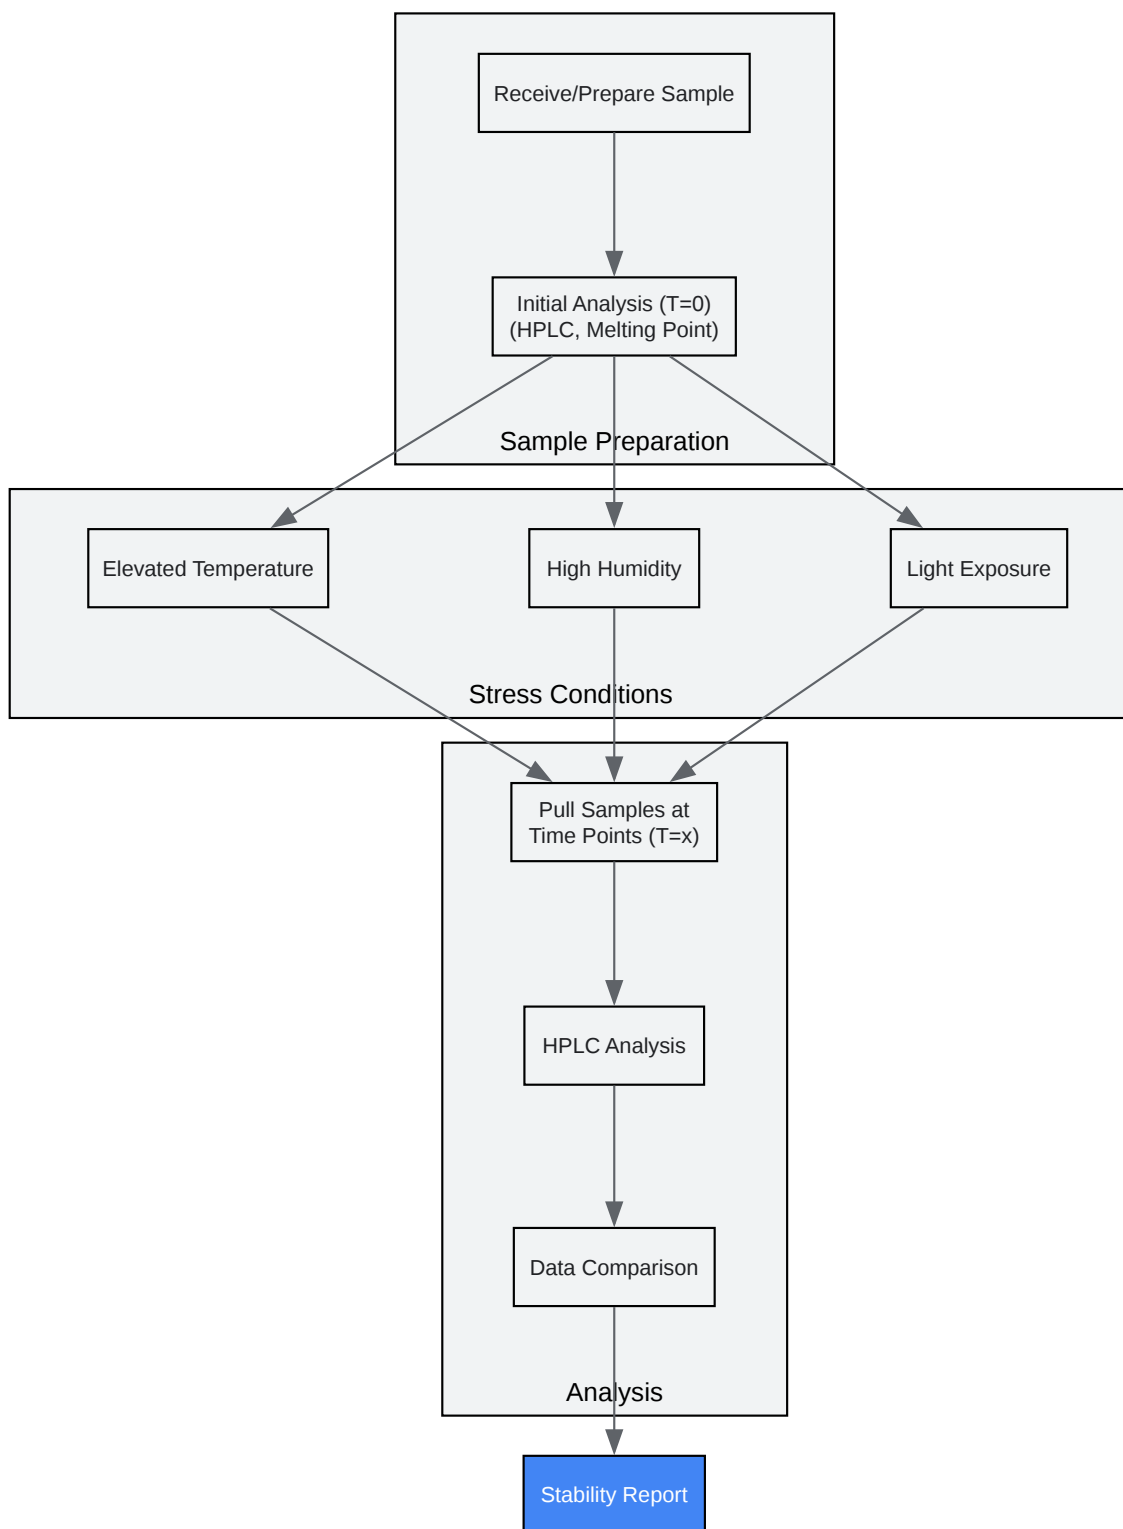 Receive/Prepare Sample
Initial Analysis (T=0)
(HPLC, Melting Point)
Sample Preparation
Elevated Temperature
High Humidity
Light Exposure
Stress Conditions
Pull Samples at
Time Points (T=x)
HPLC Analysis
Data Comparison
Analysis
Stability Report